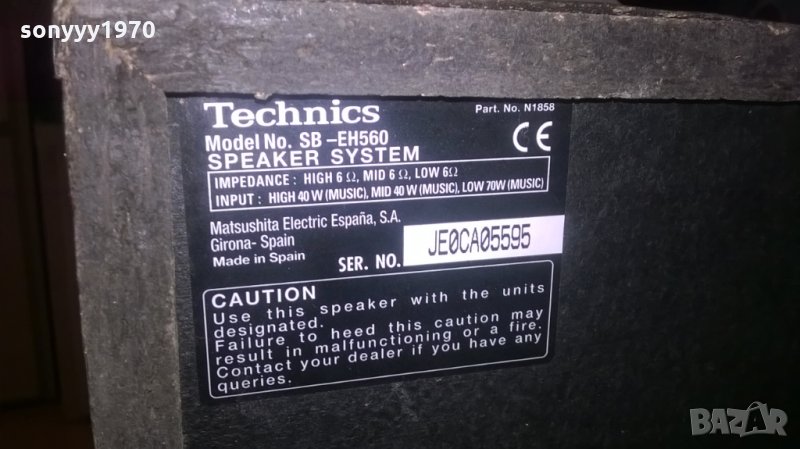 sonyyy1970
Technics
Part. No. N1858
Model No. SB-EH560
CE
SPEAKER SYSTEM
IMPEDANCE : HIGH 6 Ω, MID 6 Ω, LOW 6Ω
INPUT : HIGH 40 W (MUSIC), MID 40 W (MUSIC), LOW 70W (MUSIC)
Matsushita Electric España, S.A.
Girona- Spain
Made in Spain
SER. NO. JE0CA05595
CAUTION
Use this speaker with the units
designated.
Failure to heed this caution may
result in malfunctioning or a fire.
Contact your dealer if you have any
queries.
BAZAR